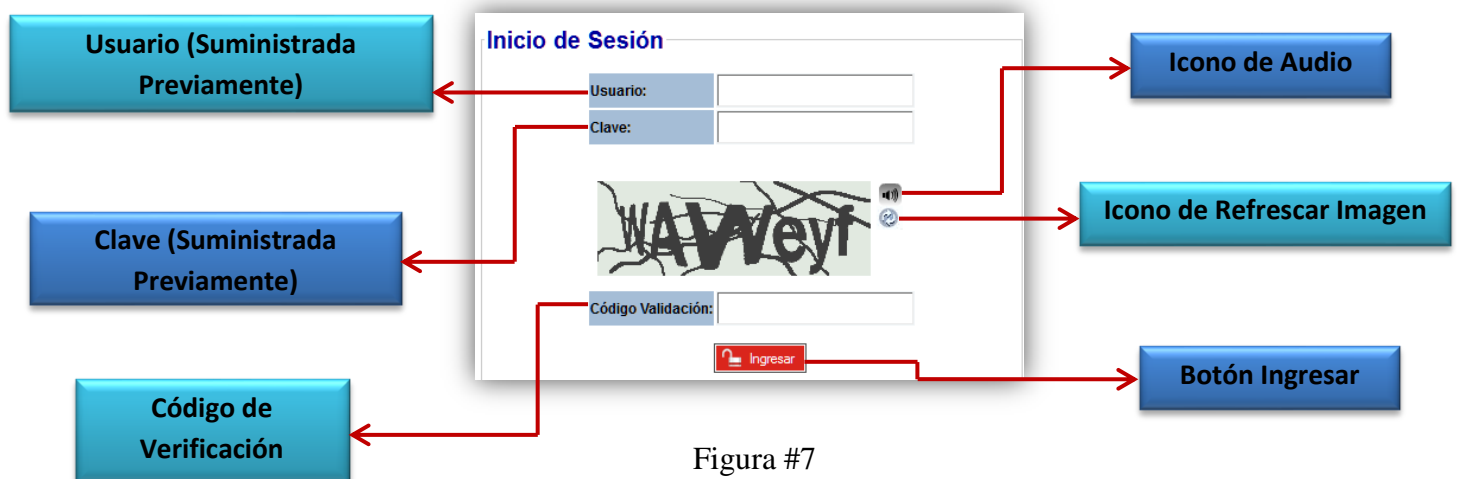 Usuario (Suministrada
Previamente)
Inicio de Sesión
Icono de Audio
Usuario:
Clave:
WAWeyf
Icono de Refrescar Imagen
Clave (Suministrada
Previamente)
Código Validación:
Ingresar
Botón Ingresar
Código de
Verificación
Figura #7